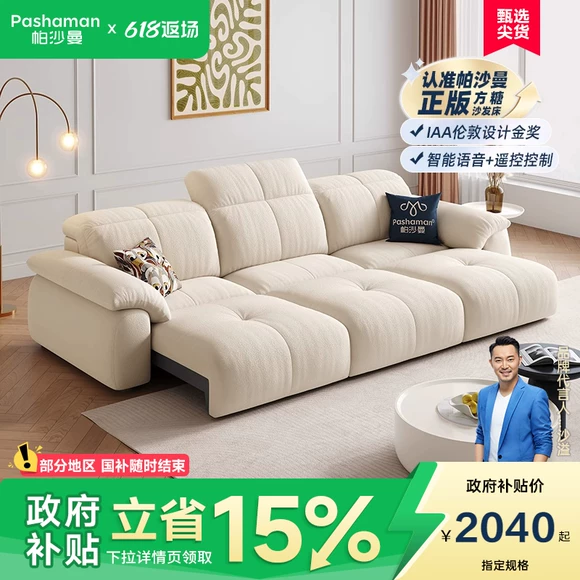 Pashaman
帕沙曼
×
618返场
甄选
尖货
认准帕沙曼
正版方糖
沙发床
IAA伦敦设计金奖
智能语音+遥控控制
Pashaman
帕沙曼
品牌代言人 沙溢
部分地区 国补随时结束
政府
补贴
立省15%
下拉详情页领取
政府补贴价
¥2040起
指定规格